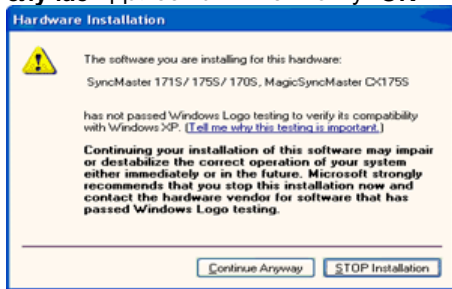 Hardware Installation
The software you are installing for this hardware:
SyncMaster 171S/ 175S/ 170S, MagicSyncMaster CX175S
has not passed Windows Logo testing to verify its compatibility
with Windows XP. (Tell me why this testing is important.)
Continuing your installation of this software may impair
or destabilize the correct operation of your system
either immediately or in the future. Microsoft strongly
recommends that you stop this installation now and
contact the hardware vendor for software that has
passed Windows Logo testing.
Continue Anyway
STOP Installation